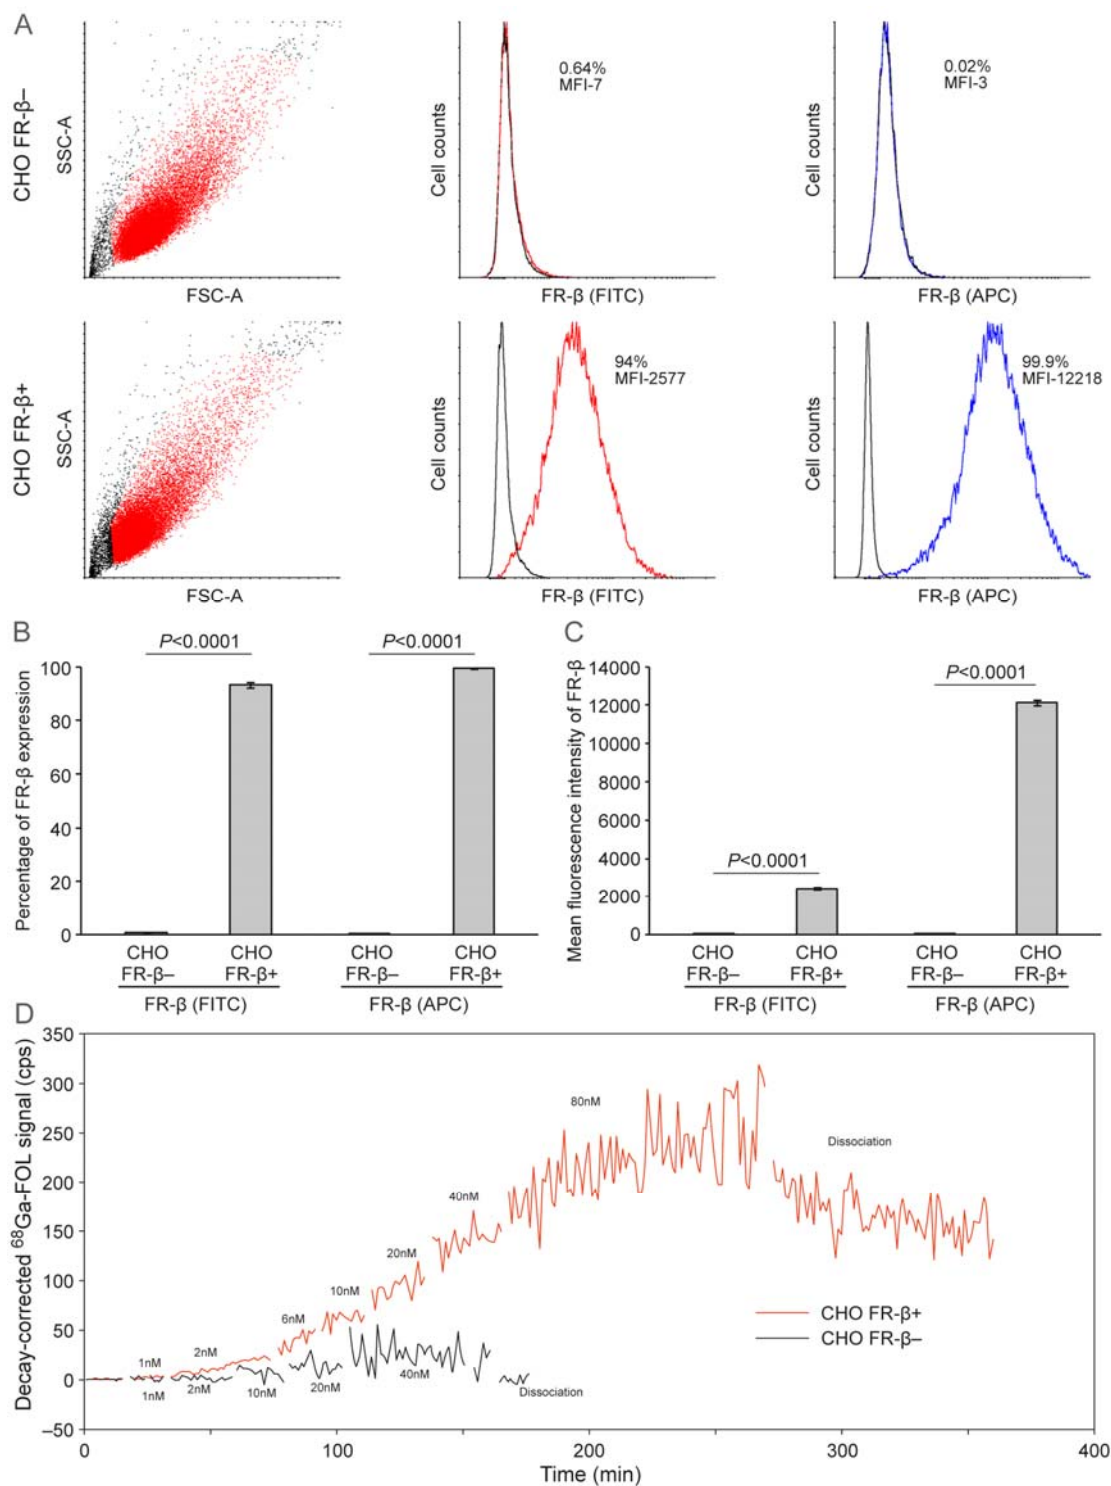 A
CHO FR-β–
SSC-A
FSC-A
Cell counts
0.64%
MFI-7
FR-β (FITC)
Cell counts
0.02%
MFI-3
FR-β (APC)
CHO FR-β+
SSC-A
FSC-A
Cell counts
94%
MFI-2577
FR-β (FITC)
Cell counts
99.9%
MFI-12218
FR-β (APC)
B
Percentage of FR-β expression
100
80
60
40
20
0
P<0.0001
P<0.0001
CHO FR-β–
CHO FR-β+
CHO FR-β–
CHO FR-β+
FR-β (FITC)
FR-β (APC)
C
Mean fluorescence intensity of FR-β
14000
12000
10000
8000
6000
4000
2000
0
P<0.0001
P<0.0001
CHO FR-β–
CHO FR-β+
CHO FR-β–
CHO FR-β+
FR-β (FITC)
FR-β (APC)
D
Decay-corrected ⁶⁸Ga-FOL signal (cps)
350
300
250
200
150
100
50
0
–50
1nM
2nM
6nM
10nM
20nM
40nM
80nM
Dissociation
1nM
2nM
10nM
20nM
40nM
Dissociation
CHO FR-β+
CHO FR-β–
0
100
200
300
400
Time (min)